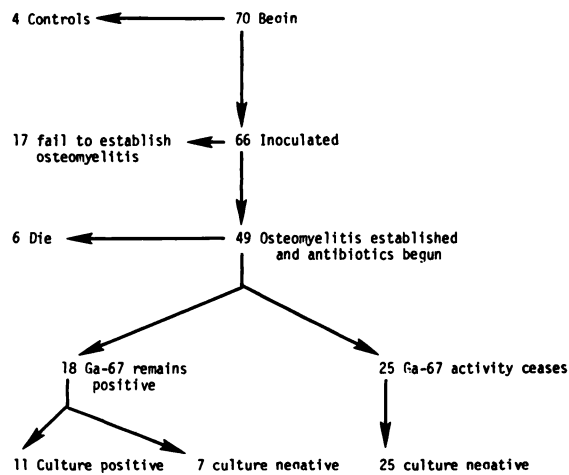 4 Controls
70 Begin
17 fail to establish
osteomyelitis
66 Inoculated
6 Die
49 Osteomyelitis established
and antibiotics begun
18 Ga-67 remains
positive
25 Ga-67 activity ceases
11 Culture positive
7 culture negative
25 culture negative